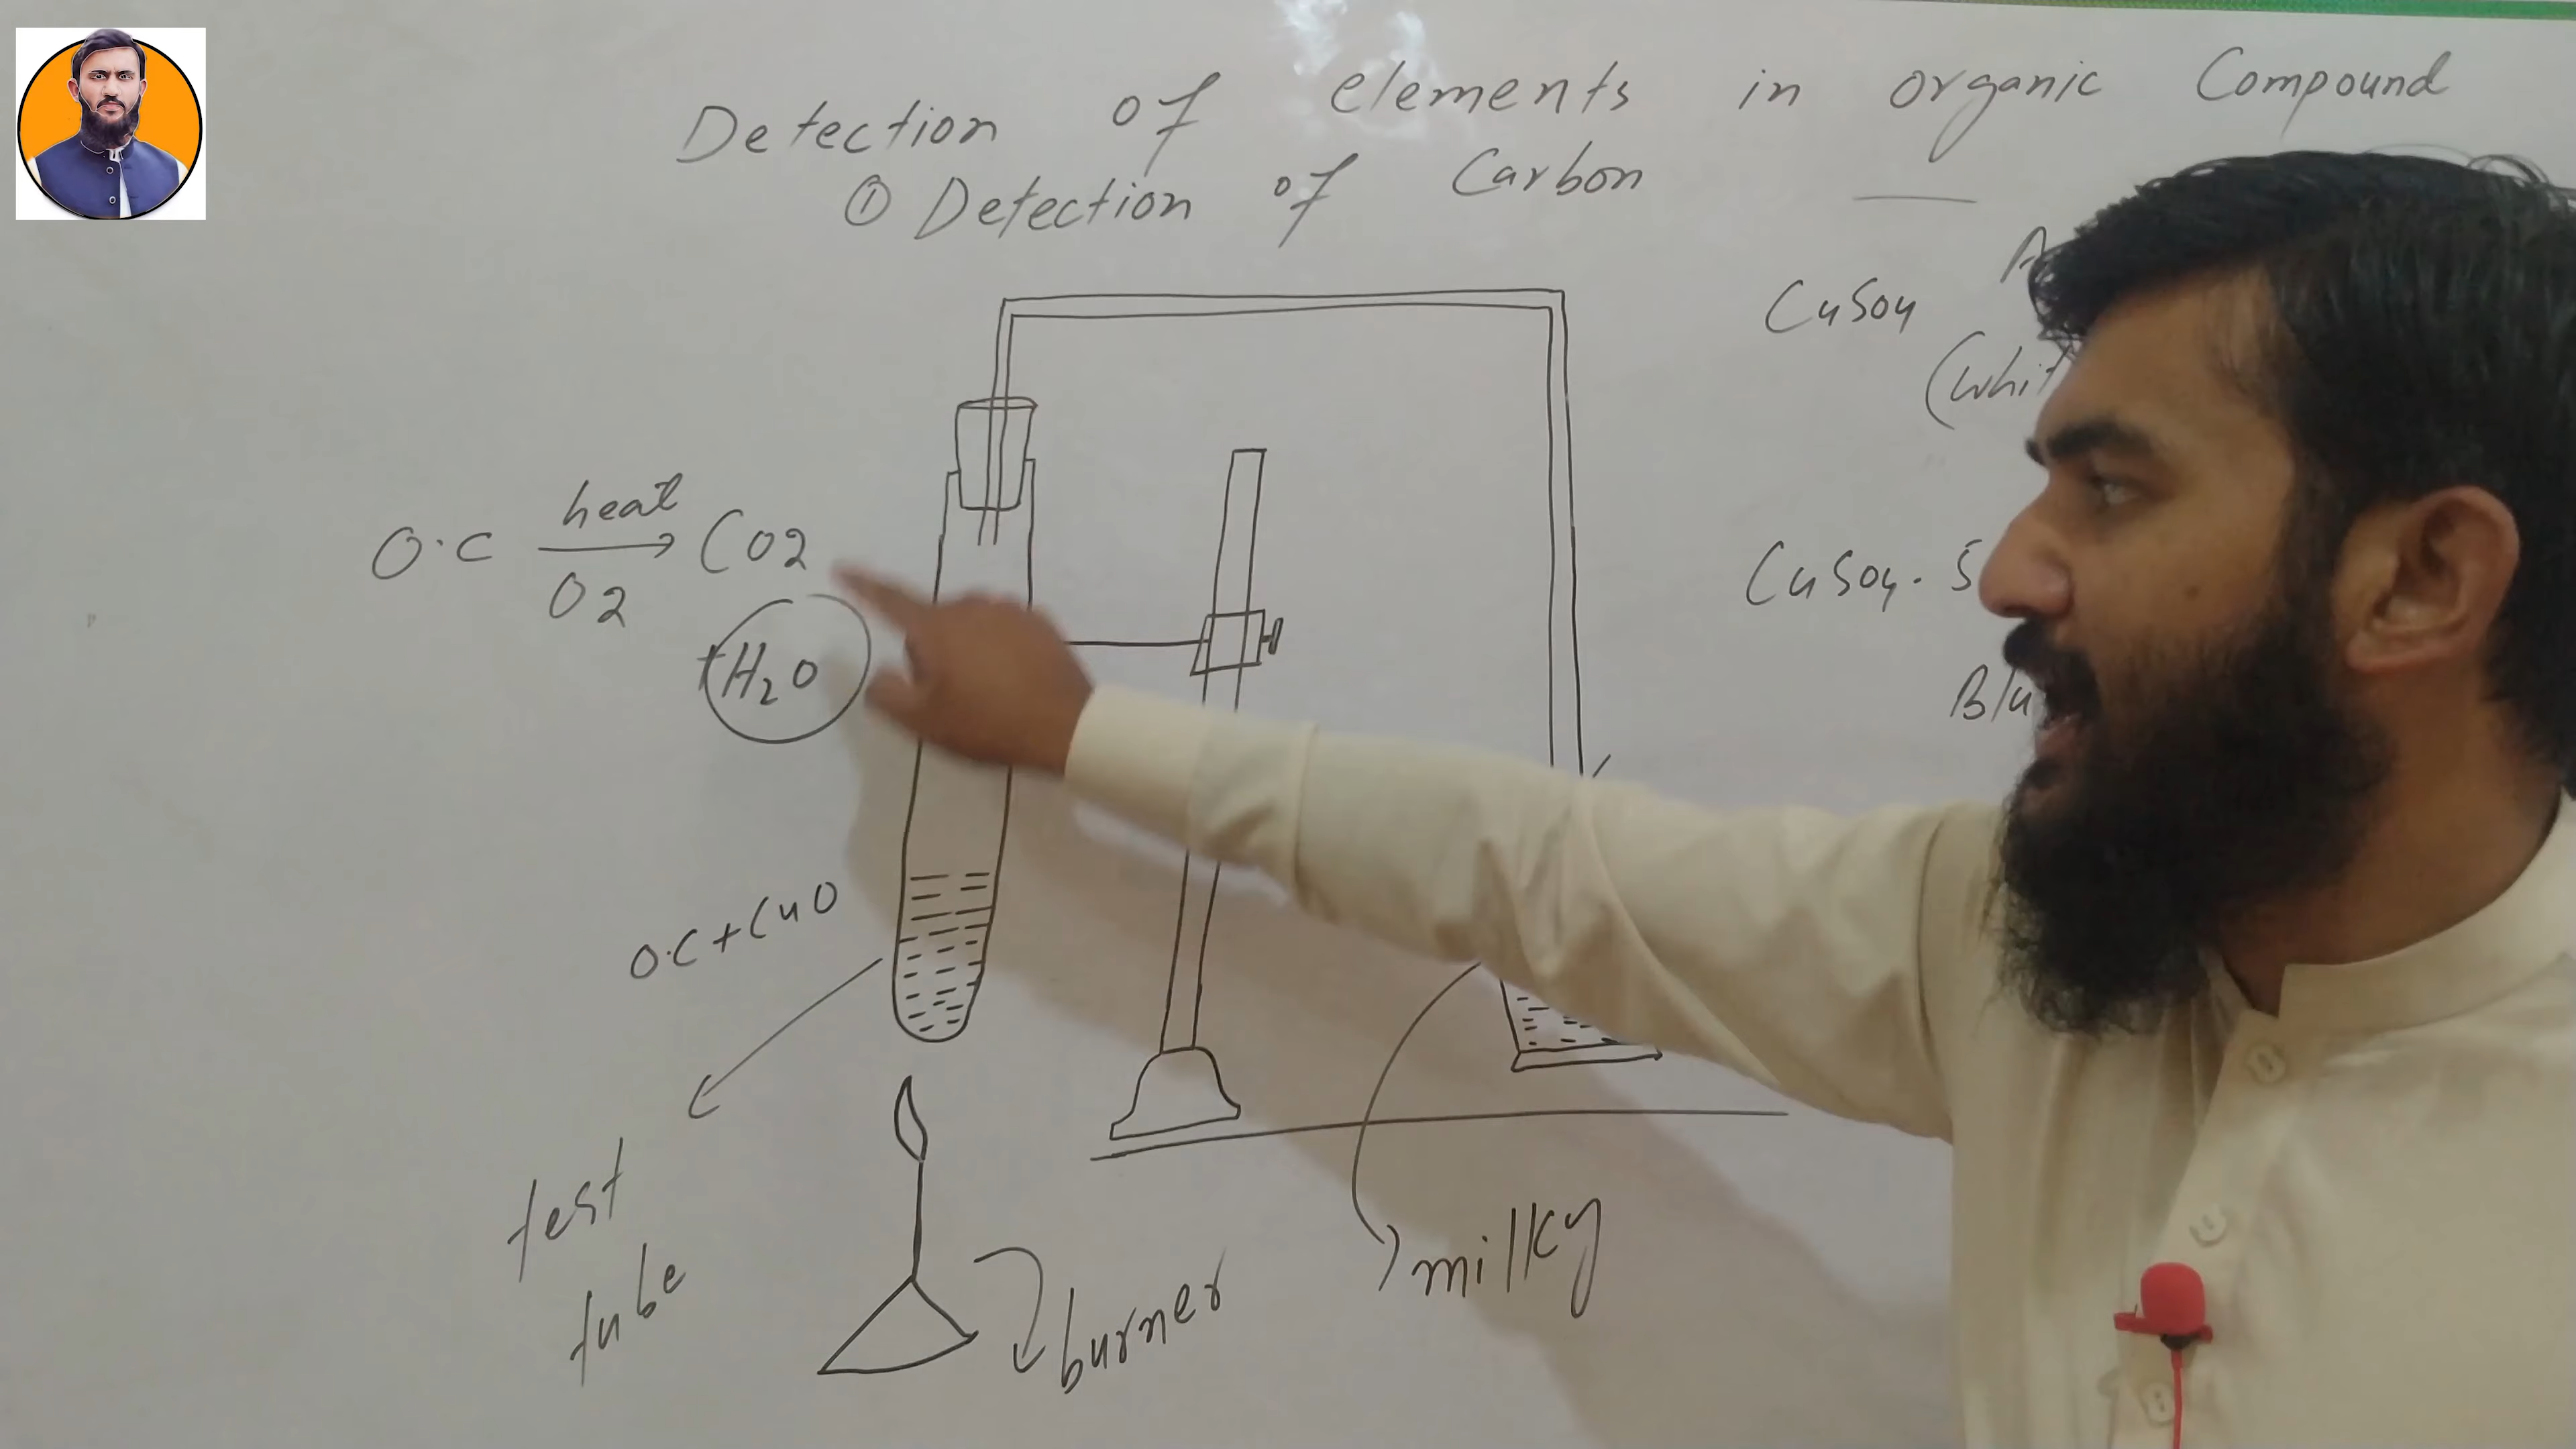 Detection of elements in organic Compound
① Detection of Carbon
CuSo4
O.C heat→ Co2
O2
+H2O
CuSo4. 5
O.C + CuO
test
tube
burner
milky